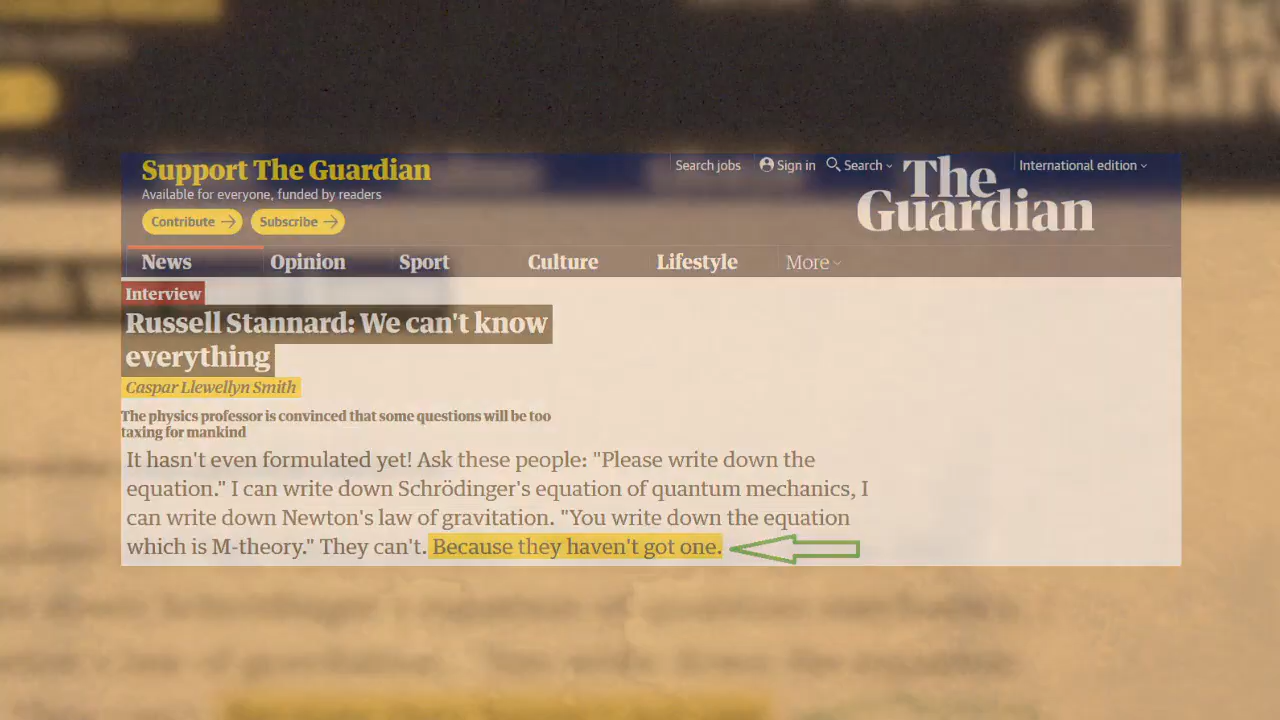 Support The Guardian
Available for everyone, funded by readers
Contribute →
Subscribe →
Search jobs
Sign in
Search
International edition
The
Guardian
News
Opinion
Sport
Culture
Lifestyle
More
Interview
Russell Stannard: We can't know
everything
Caspar Llewellyn Smith
The physics professor is convinced that some questions will be too
taxing for mankind
It hasn't even formulated yet! Ask these people: "Please write down the
equation." I can write down Schrödinger's equation of quantum mechanics, I
can write down Newton's law of gravitation. "You write down the equation
which is M-theory." They can't. Because they haven't got one.
The
Guardian